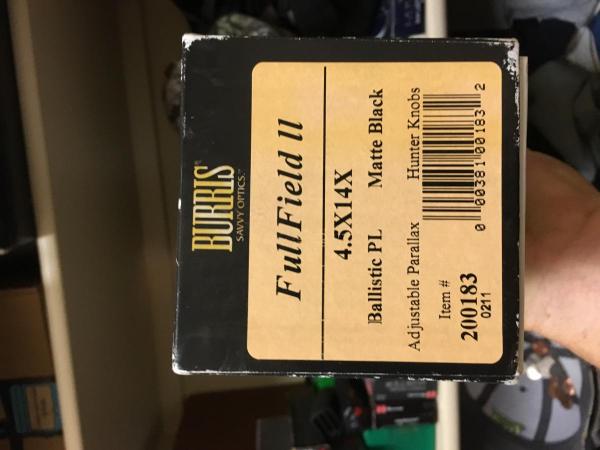 BURRIS
SAVVY OPTICS™
FullField II
4.5X14X
Ballistic PL Matte Black
Adjustable Parallax Hunter Knobs
Item #
200183
0211
0 00381 00183 2